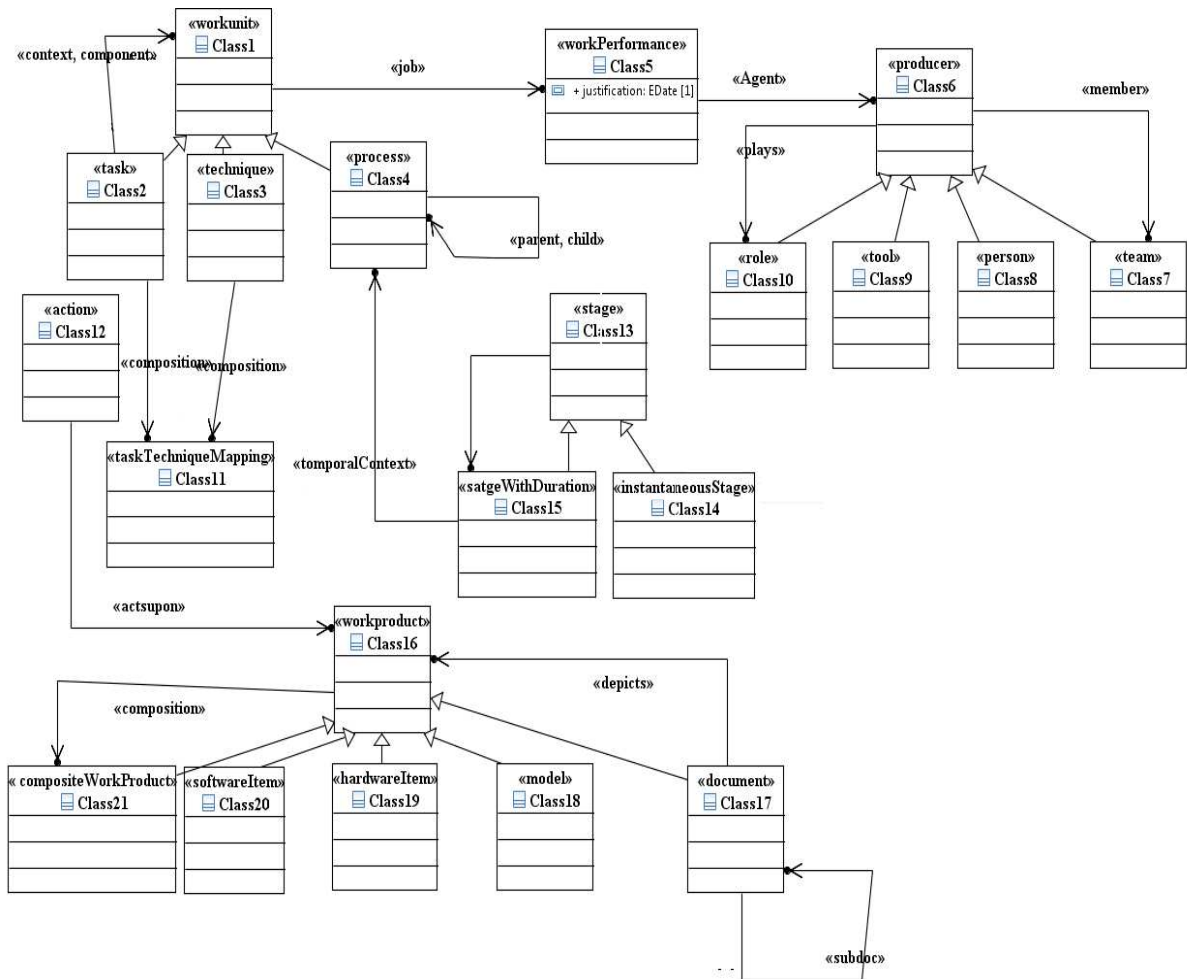 «workunit»
Class1
«context, component»
«job»
«workPerformance»
Class5
+ justification: EDate [1]
«Agent»
«producer»
Class6
«member»
«plays»
«task»
Class2
«technique»
Class3
«process»
Class4
«parent, child»
«role»
Class10
«tool»
Class9
«person»
Class8
«team»
Class7
«action»
Class12
«stage»
Class13
«composition»
«composition»
«taskTechniqueMapping»
Class11
«tomporalContext»
«satgeWithDuration»
Class15
«instantaneousStage»
Class14
«actsupon»
«workproduct»
Class16
«depicts»
«composition»
« compositeWorkProduct»
Class21
«softwareItem»
Class20
«hardwareItem»
Class19
«model»
Class18
«document»
Class17
«subdoc»